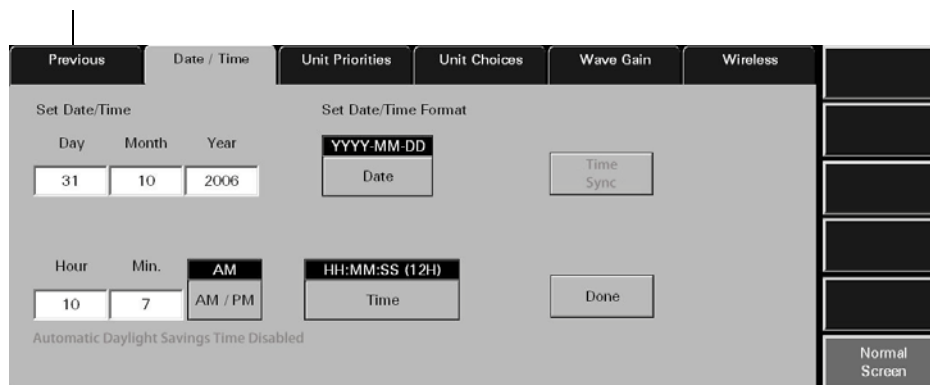 Previous Date / Time Unit Priorities Unit Choices Wave Gain Wireless
Set Date/Time Set Date/Time Format
Day Month Year YYYY-MM-DD
31 10 2006 Date
Time
Sync
Hour Min. AM HH:MM:SS (12H)
10 7 AM / PM Time Done
Automatic Daylight Savings Time Disabled
Normal
Screen